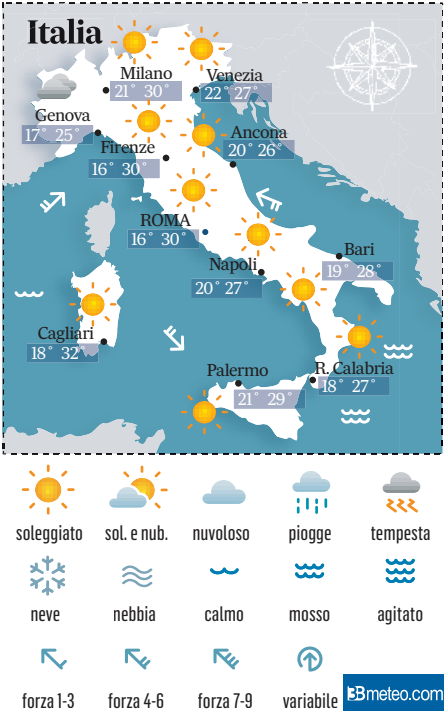 Italia
Milano
21° 30°
Venezia
22° 27°
Genova
17° 25°
Firenze
16° 30°
Ancona
20° 26°
ROMA
16° 30°
Napoli
20° 27°
Bari
19° 28°
Cagliari
18° 32°
Palermo
21° 29°
R. Calabria
18° 27°
soleggiato sol. e nub. nuvoloso piogge tempesta
neve nebbia calmo mosso agitato
forza 1-3 forza 4-6 forza 7-9 variabile
3Bmeteo.com